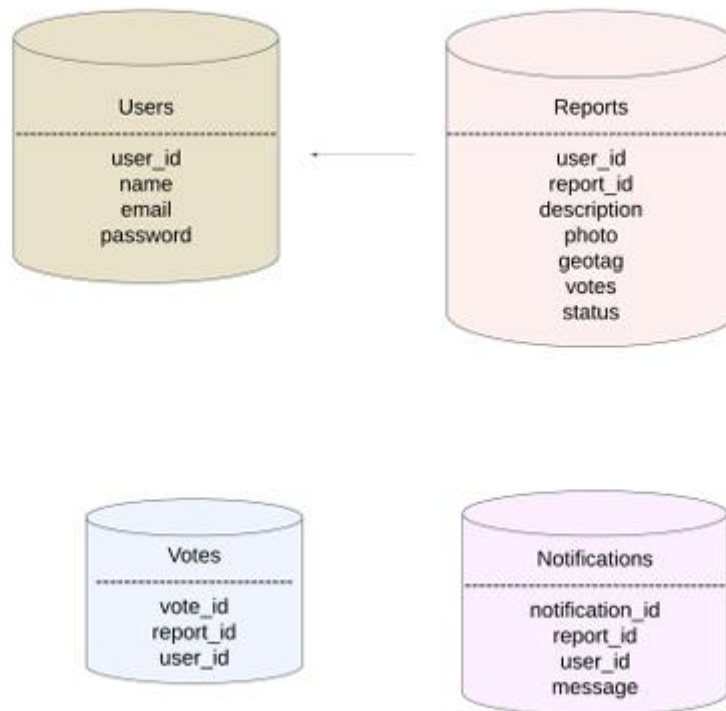 Users
user_id
name
email
password
Reports
user_id
report_id
description
photo
geotag
votes
status
Votes
vote_id
report_id
user_id
Notifications
notification_id
report_id
user_id
message